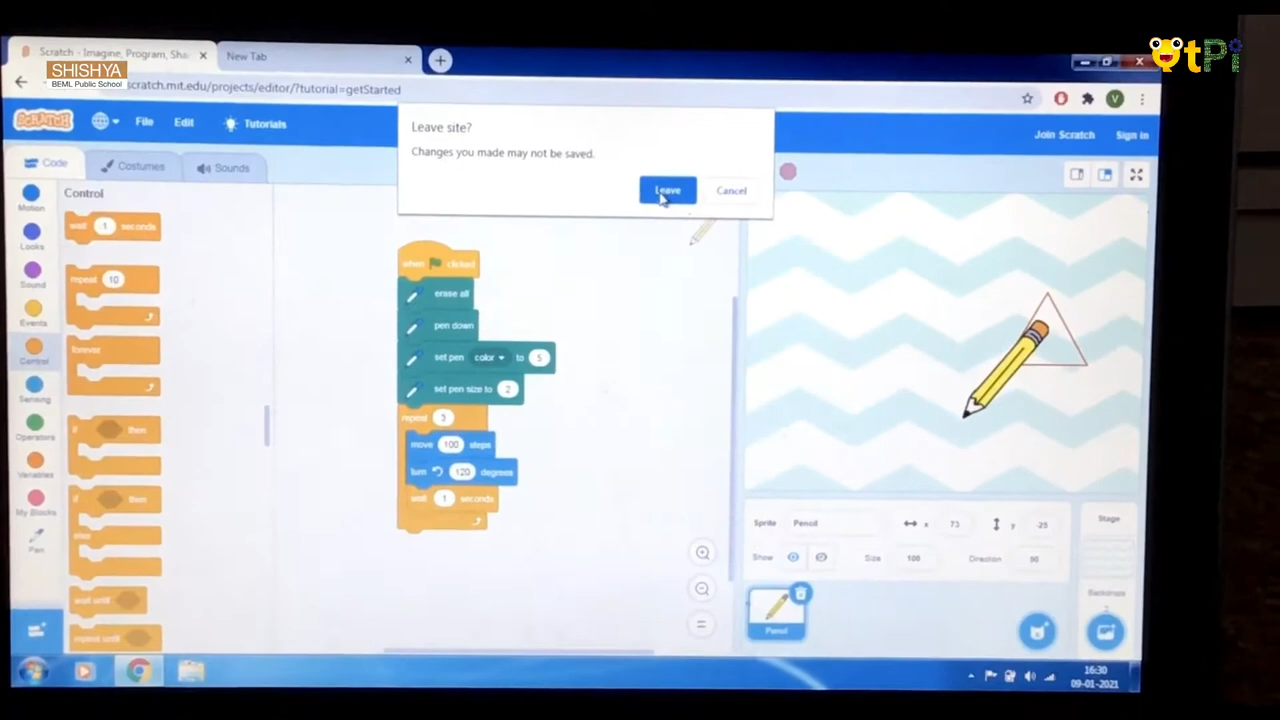 Scratch - Imagine, Program, Sha
New Tab
SHISHYA
BEML Public School
scratch.mit.edu/projects/editor/?tutorial=getStarted
V
QtPi
SCRATCH
File
Edit
Tutorials
Join Scratch
Sign in
Leave site?
Changes you made may not be saved.
Leave
Cancel
Code
Costumes
Sounds
Motion
Looks
Sound
Events
Control
Sensing
Operators
Variables
My Blocks
Pen
Control
wait 1 seconds
repeat 10
forever
if then
if then
else
wait until
repeat until
when clicked
erase all
pen down
set pen color to 5
set pen size to 2
repeat 3
move 100 steps
turn 120 degrees
wait 1 seconds
Sprite Pencil x 73 y -25
Show Size 100 Direction 90
Pencil
Stage
Backdrops
2
16:30
09-01-2021